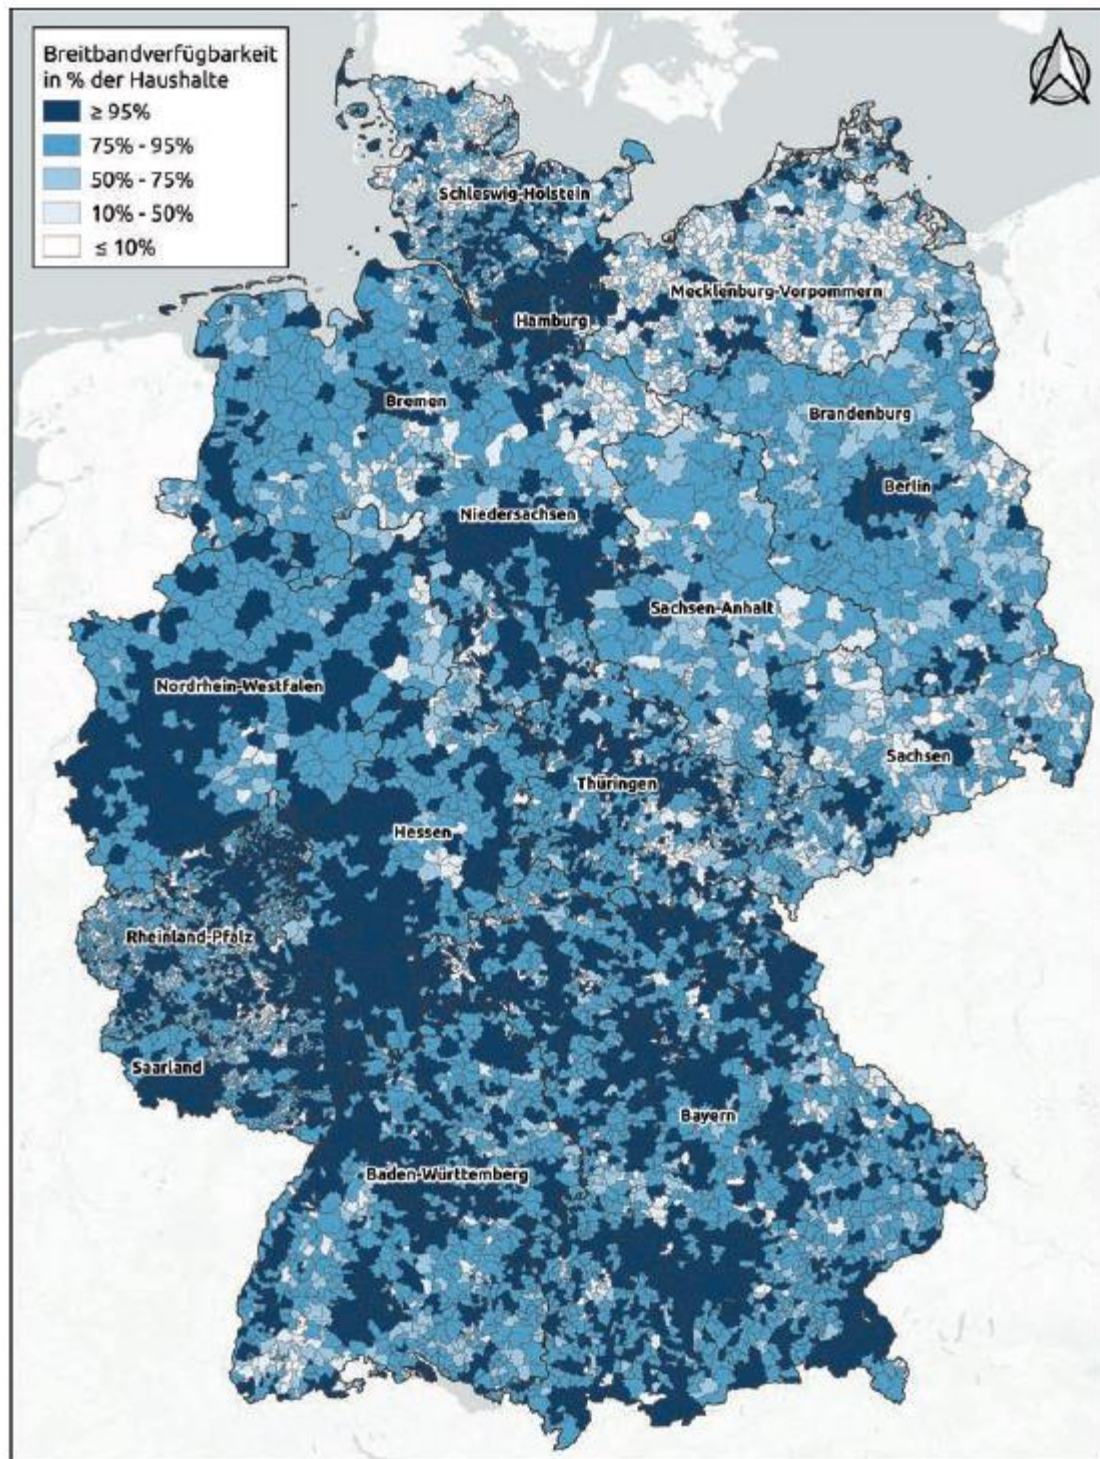 Breitbandverfügbarkeit
in % der Haushalte
≥ 95%
75% - 95%
50% - 75%
10% - 50%
≤ 10%
Schleswig-Holstein
Mecklenburg-Vorpommern
Hamburg
Bremen
Brandenburg
Berlin
Niedersachsen
Sachsen-Anhalt
Nordrhein-Westfalen
Sachsen
Thüringen
Hessen
Rheinland-Pfalz
Saarland
Bayern
Baden-Württemberg